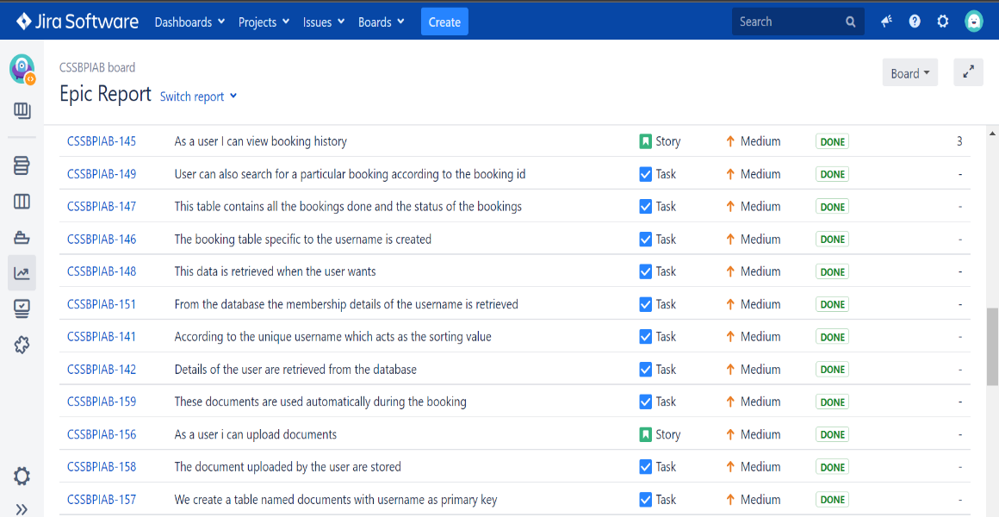 Jira Software Dashboards Projects Issues Boards Create Search
CSSBPIAB board
Epic Report Switch report Board
CSSBPIAB-145 As a user I can view booking history Story Medium DONE 3
CSSBPIAB-149 User can also search for a particular booking according to the booking id Task Medium DONE -
CSSBPIAB-147 This table contains all the bookings done and the status of the bookings Task Medium DONE -
CSSBPIAB-146 The booking table specific to the username is created Task Medium DONE -
CSSBPIAB-148 This data is retrieved when the user wants Task Medium DONE -
CSSBPIAB-151 From the database the membership details of the username is retrieved Task Medium DONE -
CSSBPIAB-141 According to the unique username which acts as the sorting value Task Medium DONE -
CSSBPIAB-142 Details of the user are retrieved from the database Task Medium DONE -
CSSBPIAB-159 These documents are used automatically during the booking Task Medium DONE -
CSSBPIAB-156 As a user i can upload documents Story Medium DONE -
CSSBPIAB-158 The document uploaded by the user are stored Task Medium DONE -
CSSBPIAB-157 We create a table named documents with username as primary key Task Medium DONE -